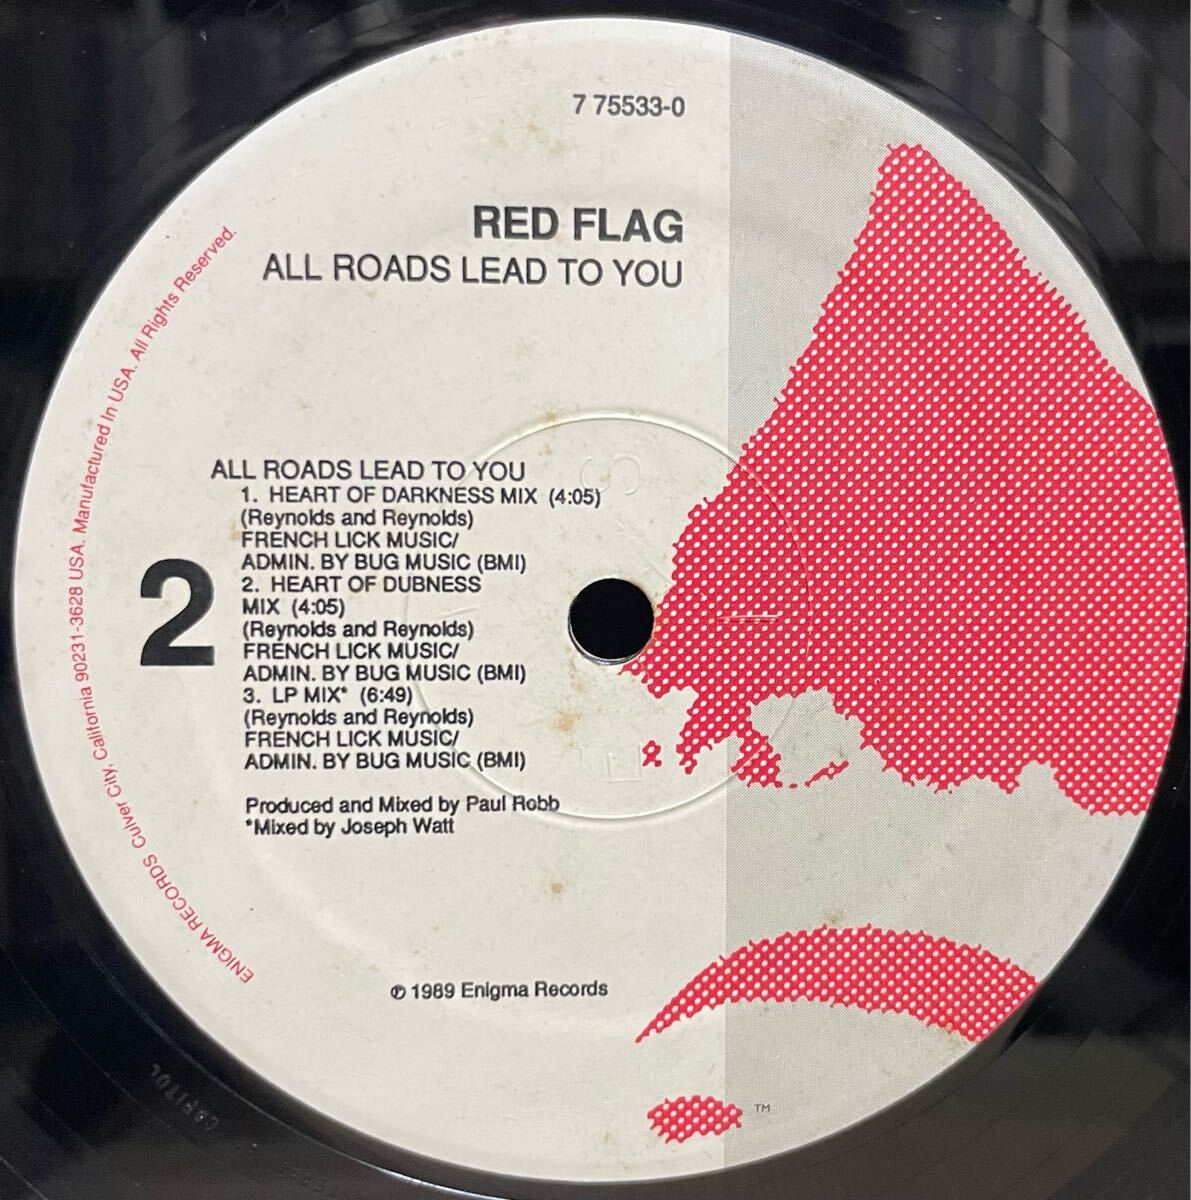 7 75533-0
RED FLAG
ALL ROADS LEAD TO YOU
ALL ROADS LEAD TO YOU
1. HEART OF DARKNESS MIX (4:05)
(Reynolds and Reynolds)
FRENCH LICK MUSIC/
ADMIN. BY BUG MUSIC (BMI)
2. HEART OF DUBNESS
MIX (4:05)
(Reynolds and Reynolds)
FRENCH LICK MUSIC/
ADMIN. BY BUG MUSIC (BMI)
3. LP MIX* (6:49)
(Reynolds and Reynolds)
FRENCH LICK MUSIC/
ADMIN. BY BUG MUSIC (BMI)
2
Produced and Mixed by Paul Robb
*Mixed by Joseph Watt
℗ 1989 Enigma Records
ENIGMA RECORDS Culver City, California 90231-3628 USA. Manufactured In USA. All Rights Reserved.
TM
CAPITOL